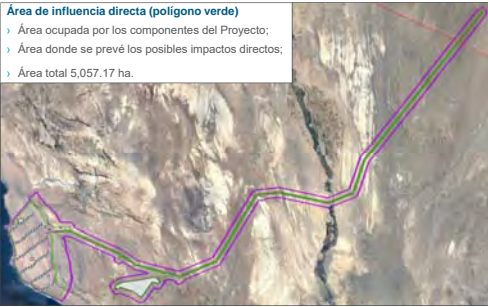 Área de influencia directa (polígono verde)
› Área ocupada por los componentes del Proyecto;
› Área donde se prevé los posibles impactos directos;
› Área total 5,057.17 ha.